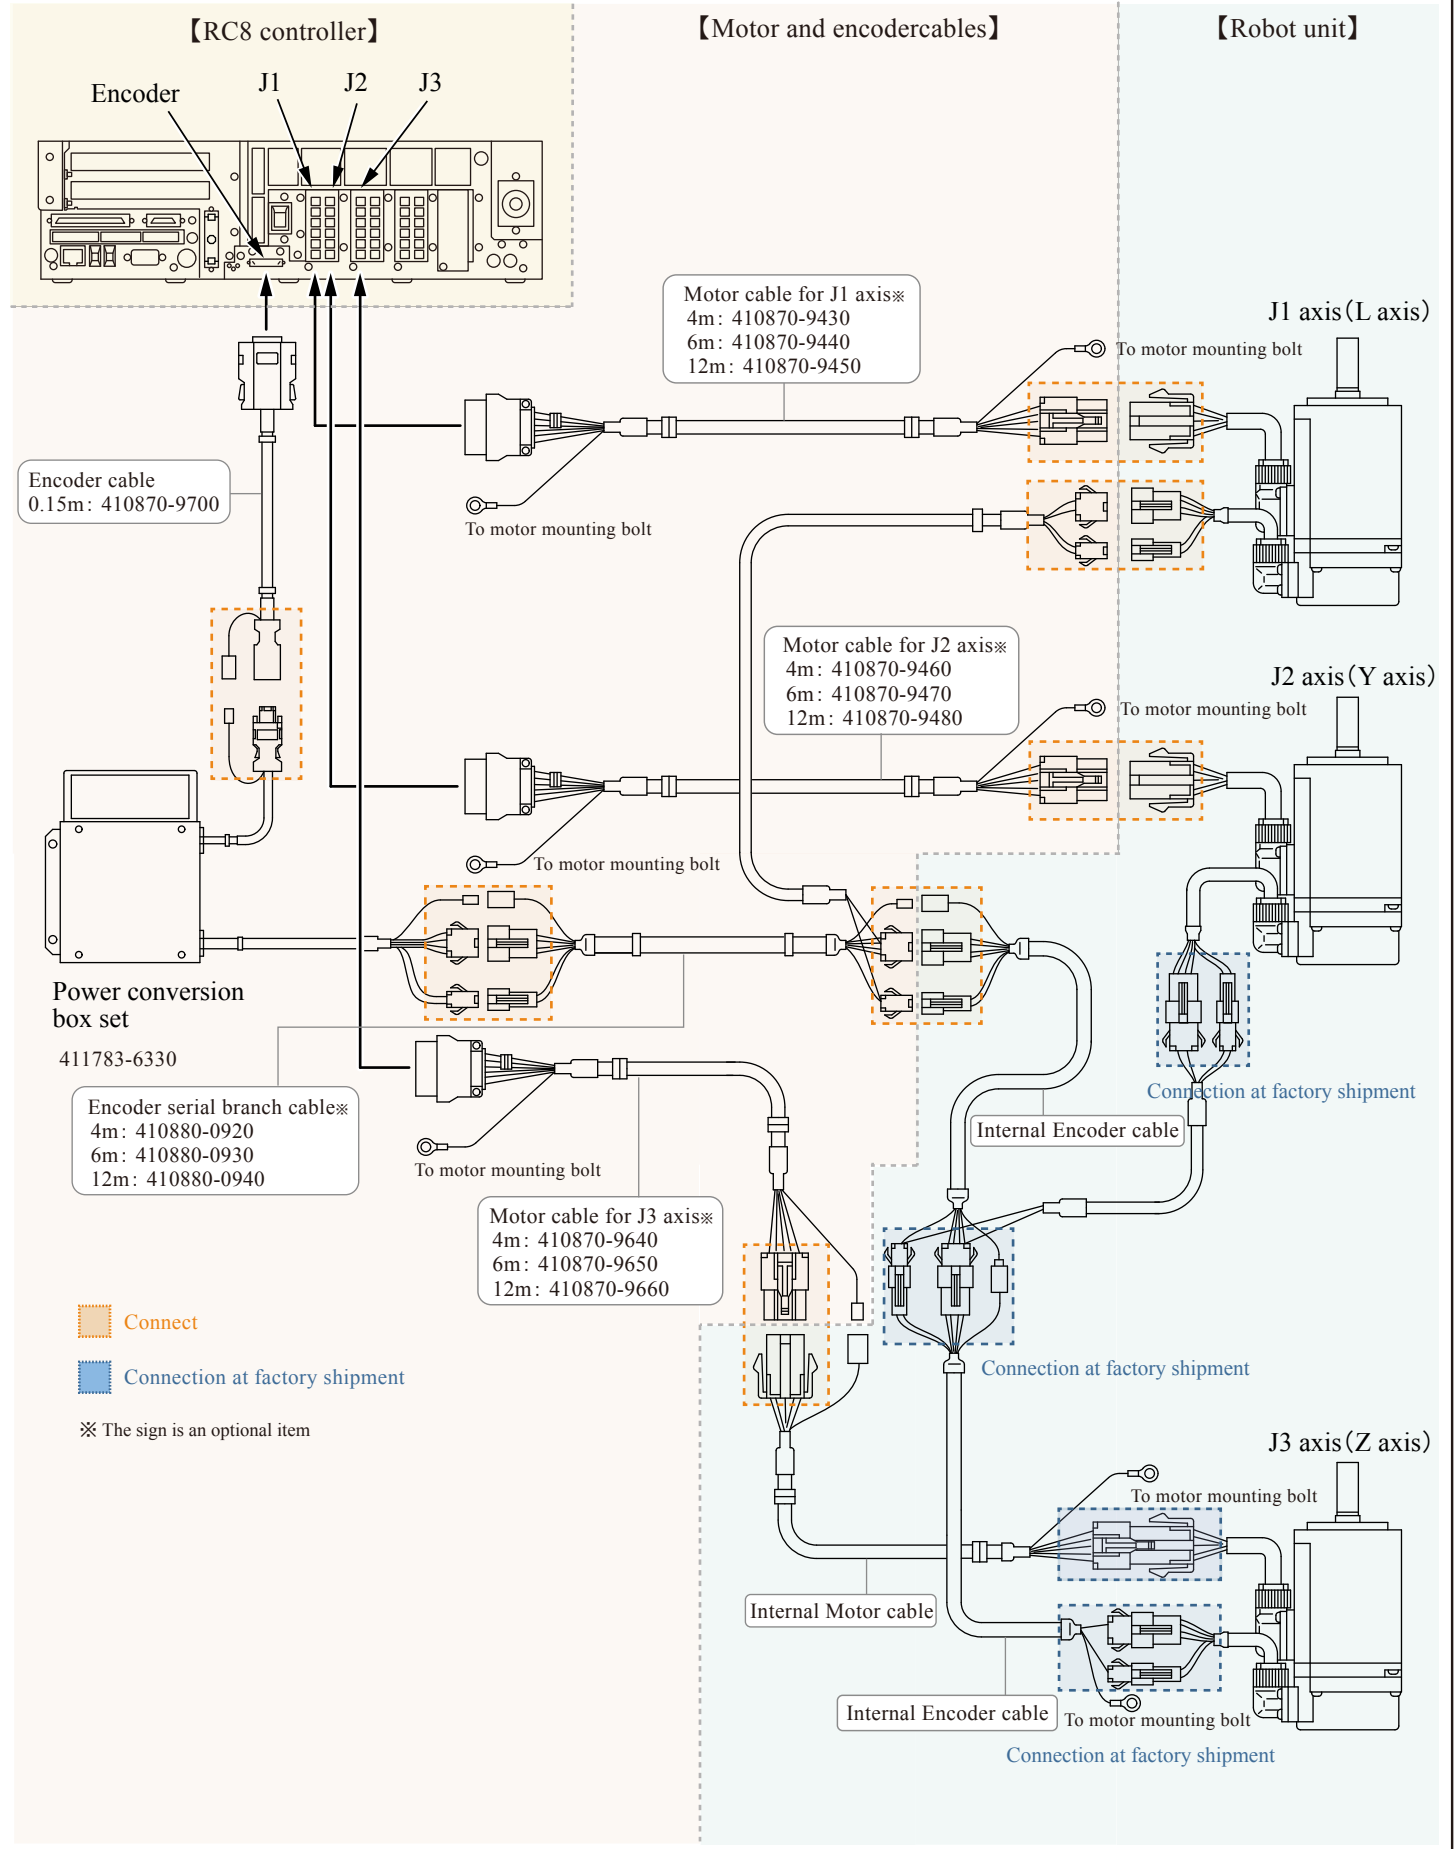 【RC8 controller】
【Motor and encodercables】
【Robot unit】
Encoder
J1
J2
J3
Motor cable for J1 axis※
4m: 410870-9430
6m: 410870-9440
12m: 410870-9450
J1 axis(L axis)
To motor mounting bolt
Encoder cable
0.15m: 410870-9700
To motor mounting bolt
Motor cable for J2 axis※
4m: 410870-9460
6m: 410870-9470
12m: 410870-9480
J2 axis(Y axis)
To motor mounting bolt
To motor mounting bolt
Power conversion
box set
411783-6330
Connection at factory shipment
Encoder serial branch cable※
4m: 410880-0920
6m: 410880-0930
12m: 410880-0940
Internal Encoder cable
To motor mounting bolt
Motor cable for J3 axis※
4m: 410870-9640
6m: 410870-9650
12m: 410870-9660
Connect
Connection at factory shipment
Connection at factory shipment
※ The sign is an optional item
J3 axis(Z axis)
To motor mounting bolt
Internal Motor cable
Internal Encoder cable
To motor mounting bolt
Connection at factory shipment